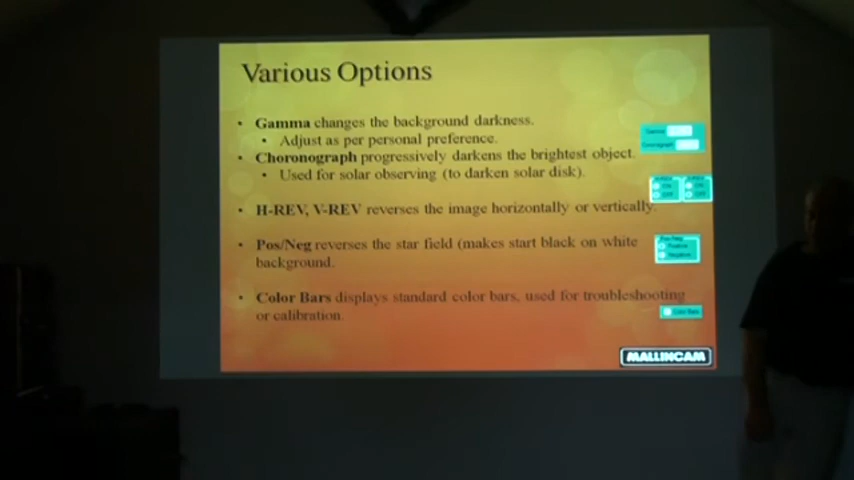 Various Options
• Gamma changes the background darkness.
• Adjust as per personal preference.
• Choronograph progressively darkens the brightest object.
• Used for solar observing (to darken solar disk).
• H-REV, V-REV reverses the image horizontally or vertically.
• Pos/Neg reverses the star field (makes start black on white
background.
• Color Bars displays standard color bars, used for troubleshooting
or calibration.
MALLINCAM